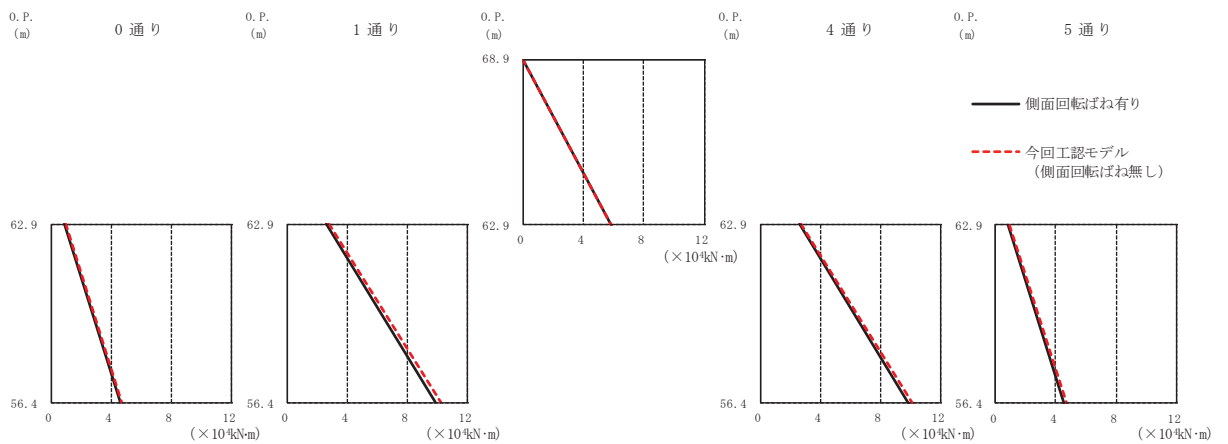 O.P.
(m)
0 通り
O.P.
(m)
1 通り
O.P.
(m)
O.P.
(m)
4 通り
O.P.
(m)
5 通り
68.9
62.9
0 4 8 12
(×10⁴kN·m)
側面回転ばね有り
今回工認モデル
(側面回転ばね無し)
62.9
56.4
0 4 8 12
(×10⁴kN·m)
62.9
56.4
0 4 8 12
(×10⁴kN·m)
62.9
56.4
0 4 8 12
(×10⁴kN·m)
62.9
56.4
0 4 8 12
(×10⁴kN·m)